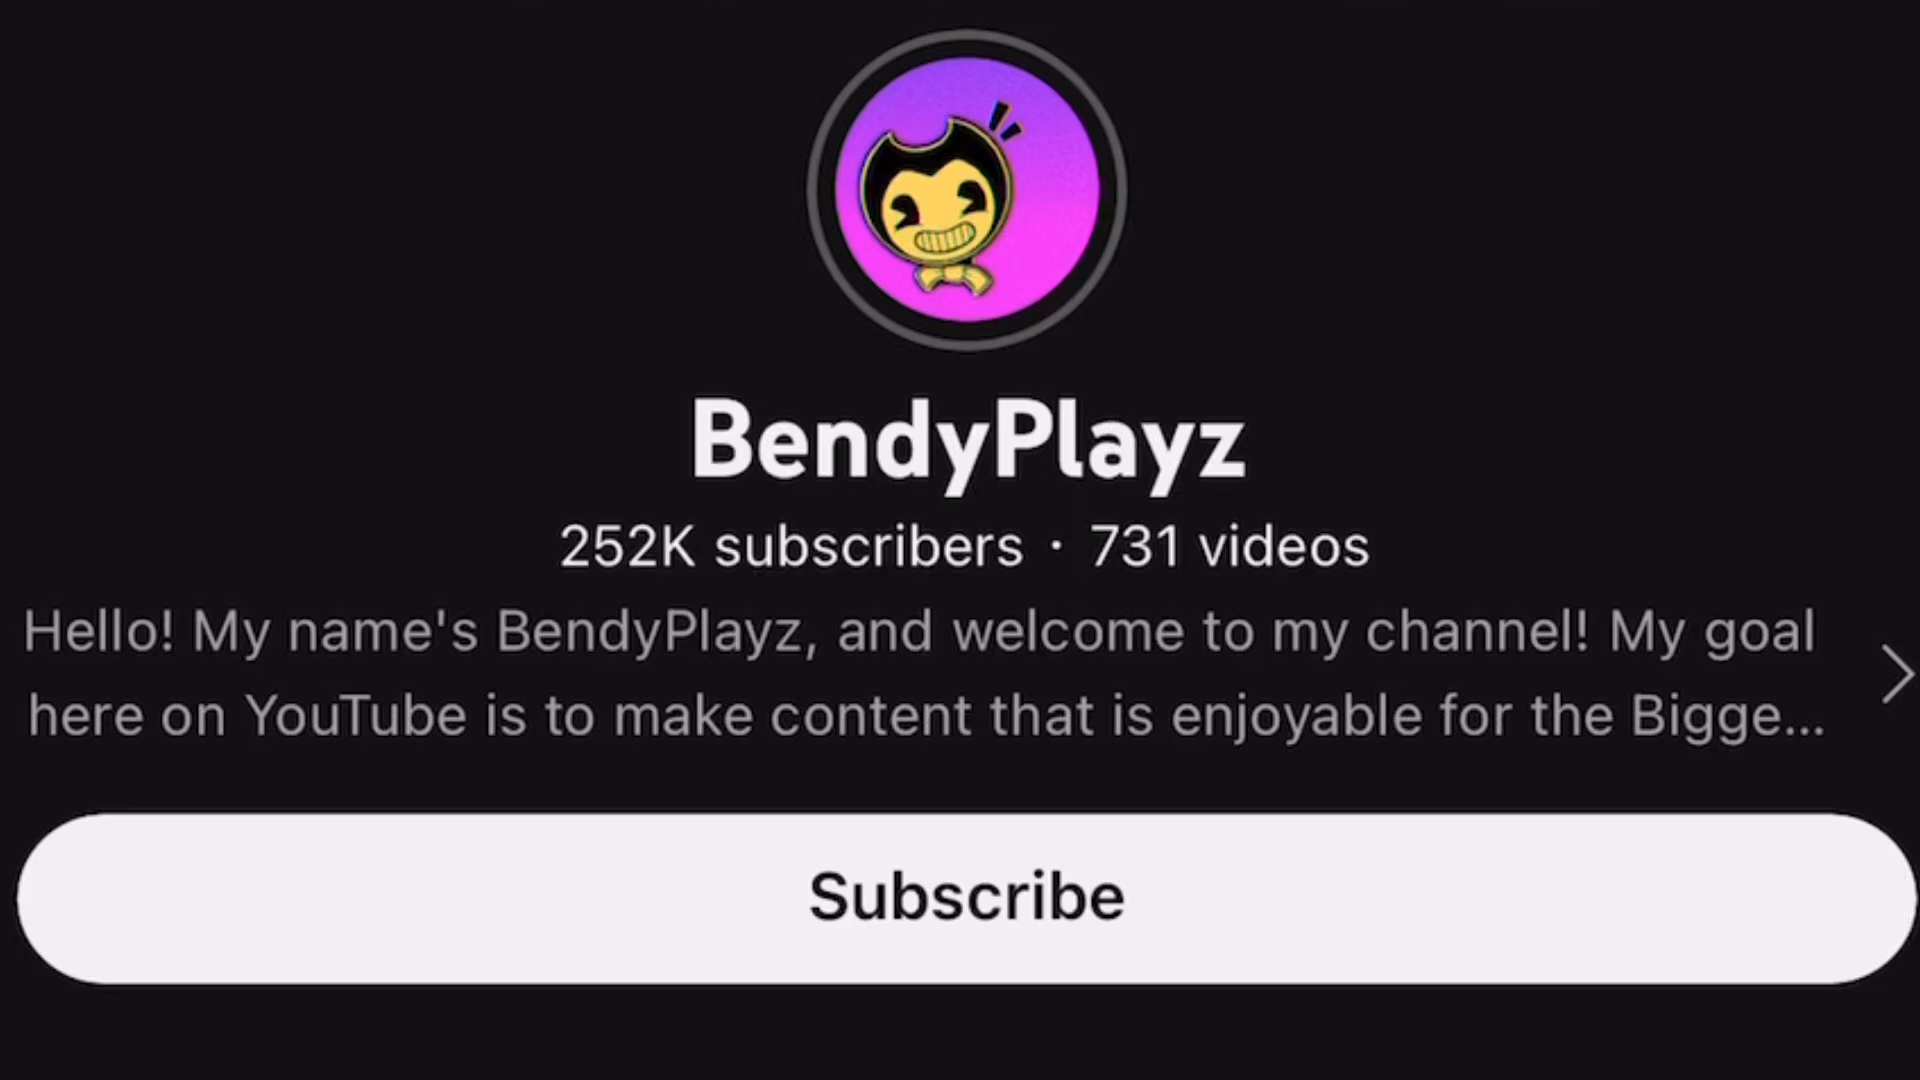 BendyPlayz
252K subscribers · 731 videos
Hello! My name's BendyPlayz, and welcome to my channel! My goal
here on YouTube is to make content that is enjoyable for the Bigge...
Subscribe